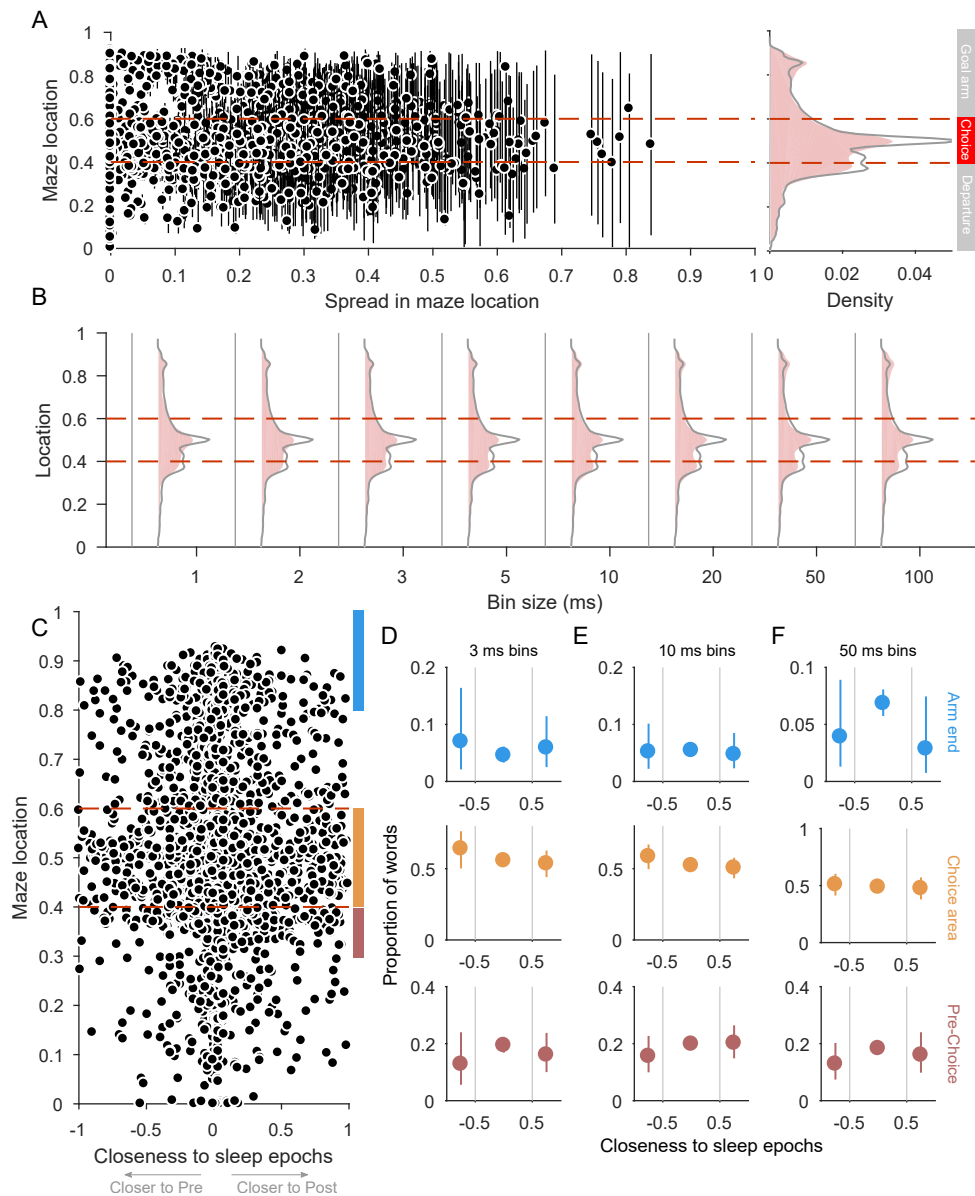 A
Maze location
1
0.8
0.6
0.4
0.2
0
0 0.1 0.2 0.3 0.4 0.5 0.6 0.7 0.8 0.9 1
Spread in maze location
0 0.02 0.04
Density
Goal arm
Choice
Departure
B
Location
1
0.8
0.6
0.4
0.2
0
1 2 3 5 10 20 50 100
Bin size (ms)
C
Maze location
1
0.9
0.8
0.7
0.6
0.5
0.4
0.3
0.2
0.1
0
-1 -0.5 0 0.5 1
Closeness to sleep epochs
Closer to Pre Closer to Post
D
3 ms bins
0.2
0.1
0
-0.5 0.5
Proportion of words
0.5
0
-0.5 0.5
0.4
0.2
0
-0.5 0.5
E
10 ms bins
0.2
0.1
0
-0.5 0.5
0.5
0
-0.5 0.5
0.4
0.2
0
-0.5 0.5
F
50 ms bins
0.1
0.05
0
-0.5 0.5
Arm end
1
0.5
0
-0.5 0.5
Choice area
0.4
0.2
0
-0.5 0.5
Pre-Choice
Closeness to sleep epochs